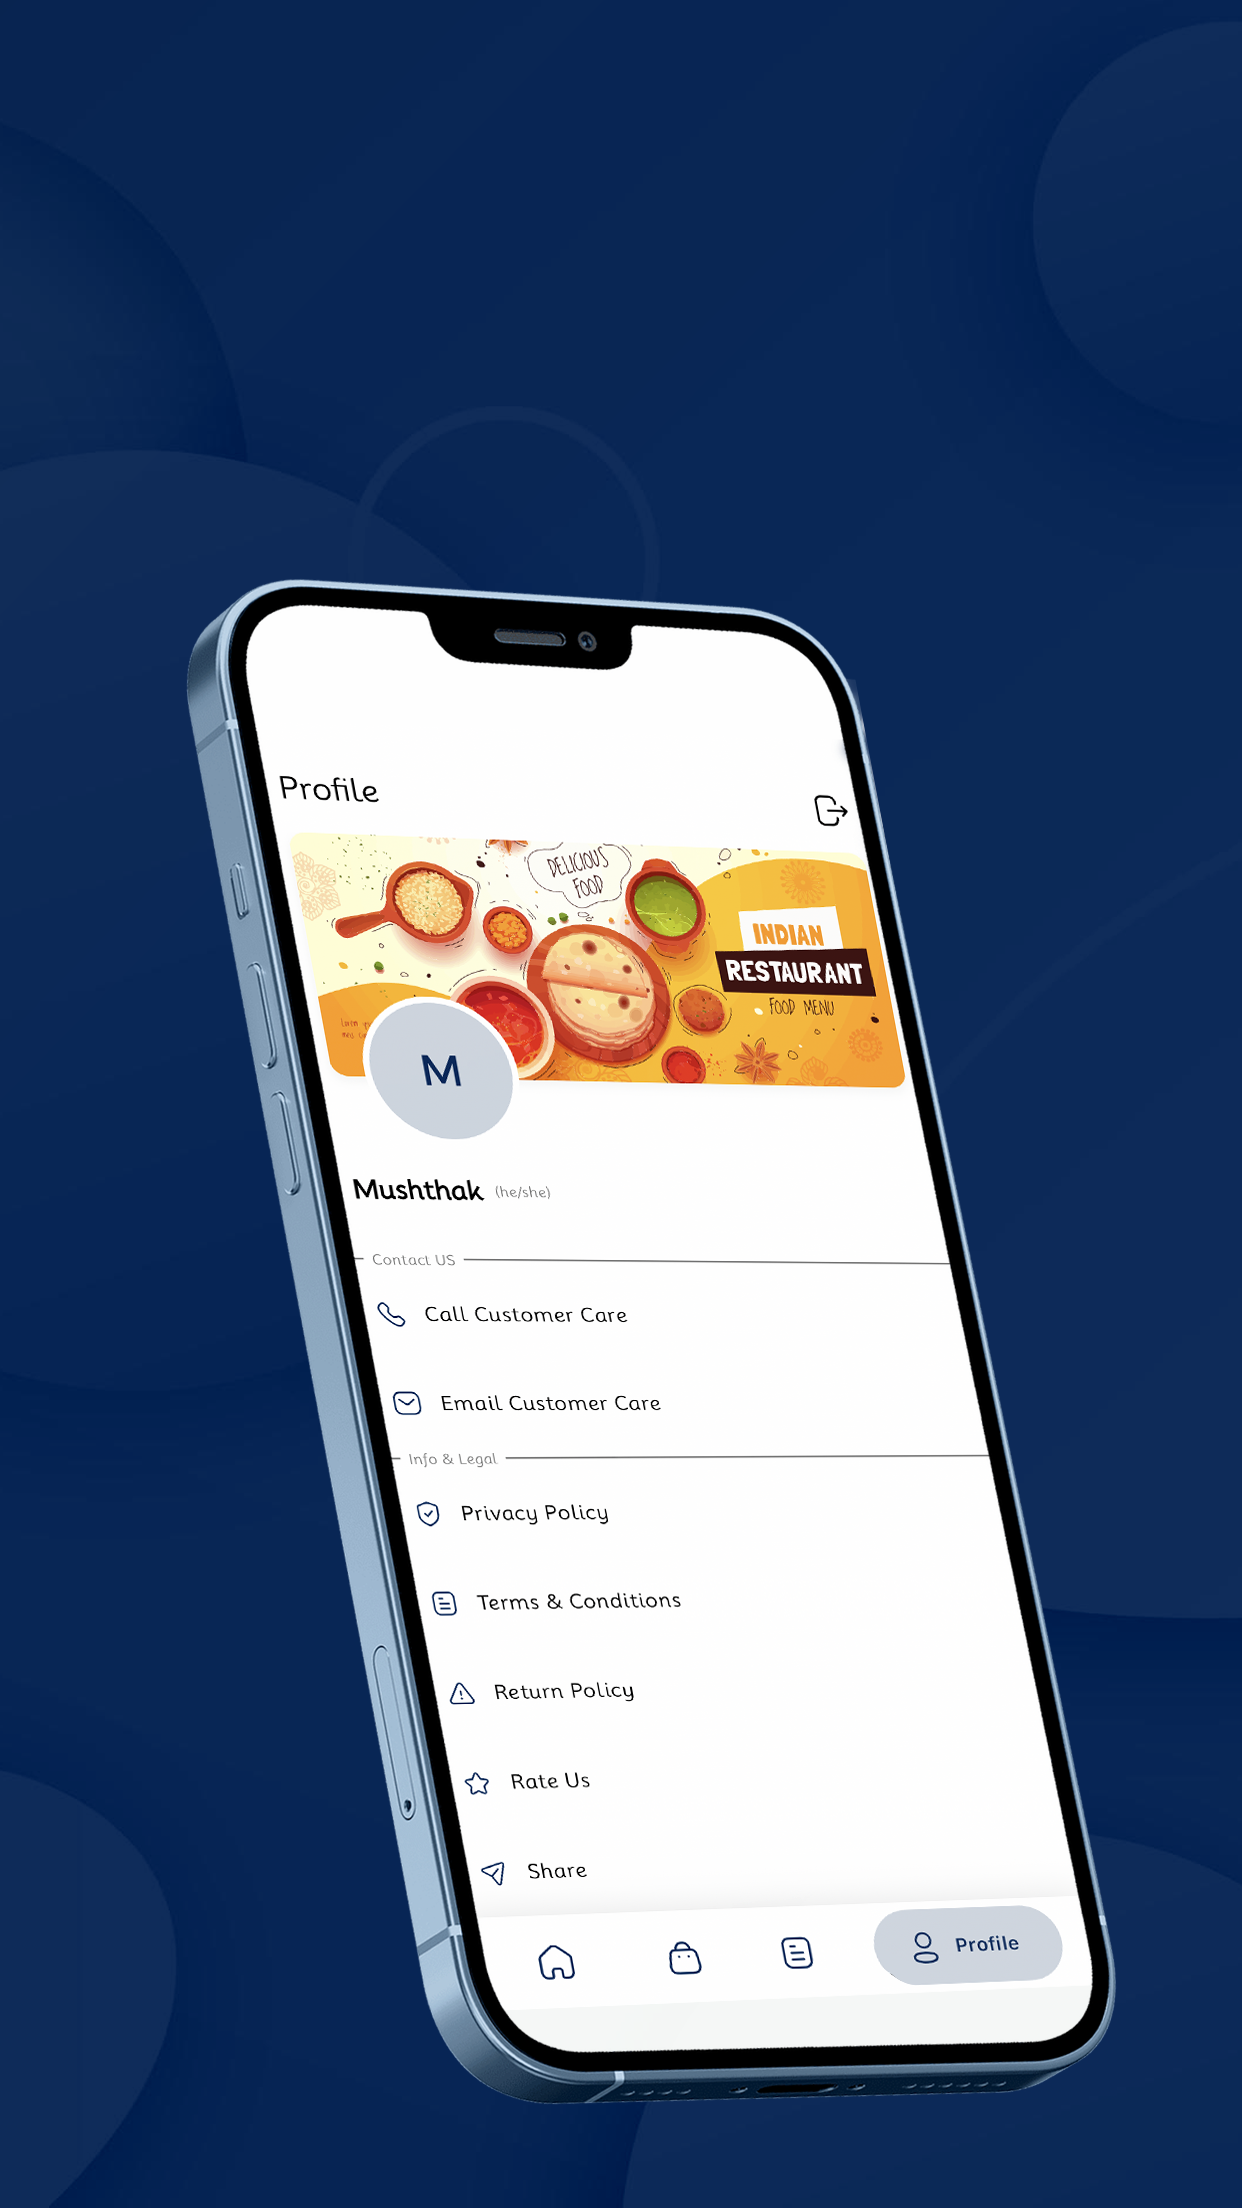 Profile
DELICIOUS
FOOD
INDIAN
RESTAURANT
FOOD MENU
M
Mushthak (he/she)
Contact US
Call Customer Care
Email Customer Care
Info & Legal
Privacy Policy
Terms & Conditions
Return Policy
Rate Us
Share
Profile